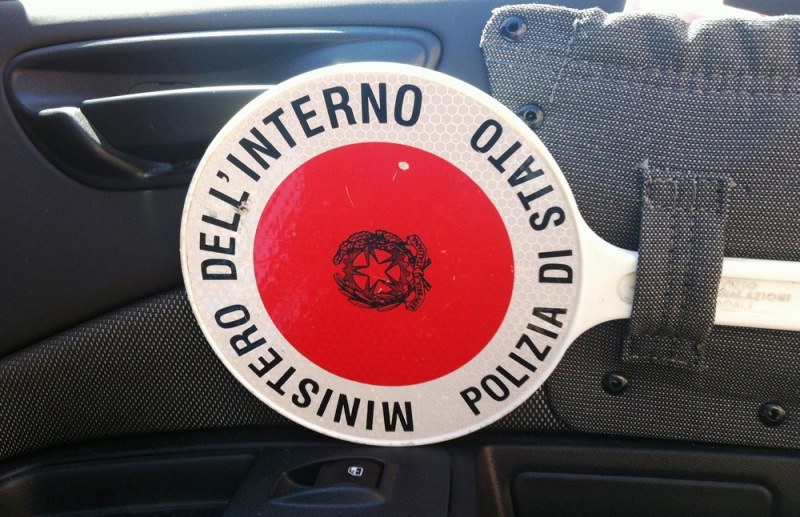 MINISTERO DELL'INTERNO
POLIZIA DI STATO